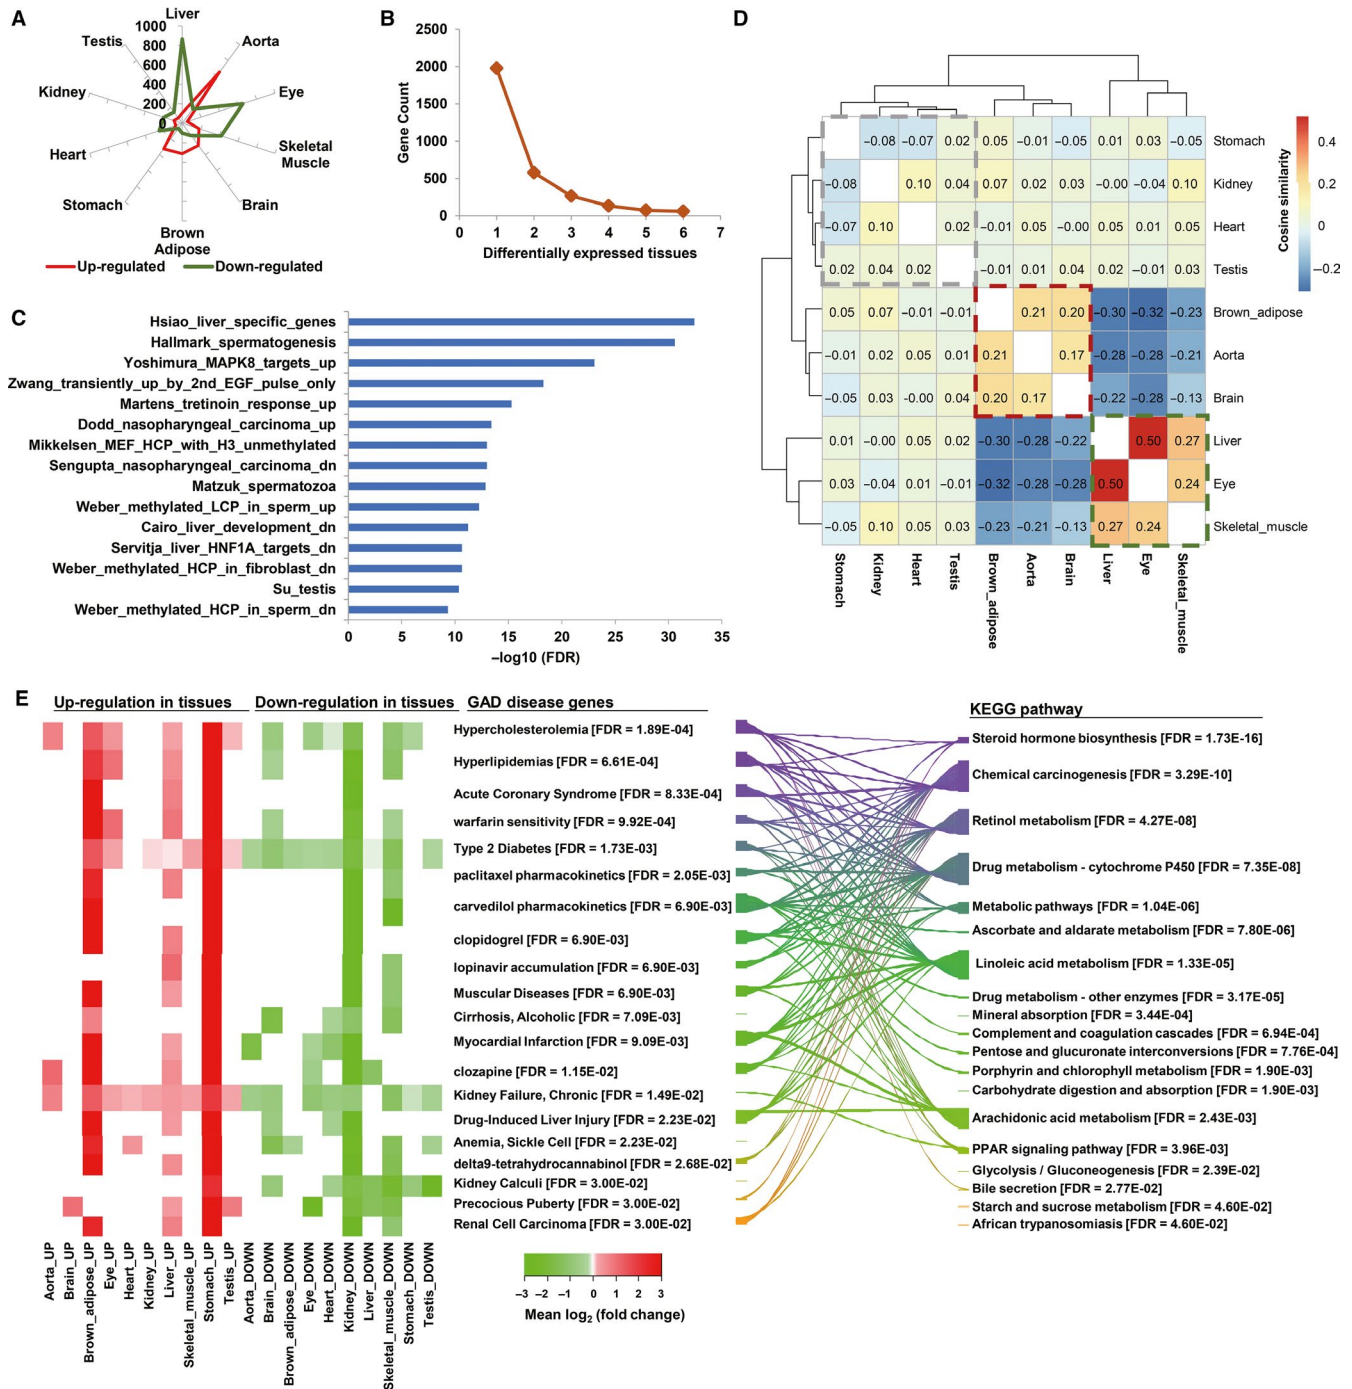 A
Liver
1000
800
600
400
200
0
Testis
Aorta
Kidney
Eye
Heart
Skeletal
Muscle
Stomach
Brain
Brown
Adipose
Up-regulated
Down-regulated
B
2500
2000
1500
1000
500
0
Gene Count
0 1 2 3 4 5 6 7
Differentially expressed tissues
C
Hsiao_liver_specific_genes
Hallmark_spermatogenesis
Yoshimura_MAPK8_targets_up
Zwang_transiently_up_by_2nd_EGF_pulse_only
Martens_tretinoin_response_up
Dodd_nasopharyngeal_carcinoma_up
Mikkelsen_MEF_HCP_with_H3_unmethylated
Sengupta_nasopharyngeal_carcinoma_dn
Matzuk_spermatozoa
Weber_methylated_LCP_in_sperm_up
Cairo_liver_development_dn
Servitja_liver_HNF1A_targets_dn
Weber_methylated_HCP_in_fibroblast_dn
Su_testis
Weber_methylated_HCP_in_sperm_dn
0 5 10 15 20 25 30 35
–log10 (FDR)
D
−0.08 −0.07 0.02 0.05 −0.01 −0.05 0.01 0.03 −0.05 Stomach
−0.08 0.10 0.04 0.07 0.02 0.03 −0.00 −0.04 0.10 Kidney
−0.07 0.10 0.02 −0.01 0.05 −0.00 0.05 0.01 0.05 Heart
0.02 0.04 0.02 −0.01 0.01 0.04 0.02 −0.01 0.03 Testis
0.05 0.07 −0.01 −0.01 0.21 0.20 −0.30 −0.32 −0.23 Brown_adipose
−0.01 0.02 0.05 0.01 0.21 0.17 −0.28 −0.28 −0.21 Aorta
−0.05 0.03 −0.00 0.04 0.20 0.17 −0.22 −0.28 −0.13 Brain
0.01 −0.00 0.05 0.02 −0.30 −0.28 −0.22 0.50 0.27 Liver
0.03 −0.04 0.01 −0.01 −0.32 −0.28 −0.28 0.50 0.24 Eye
−0.05 0.10 0.05 0.03 −0.23 −0.21 −0.13 0.27 0.24 Skeletal_muscle
Stomach
Kidney
Heart
Testis
Brown_adipose
Aorta
Brain
Liver
Eye
Skeletal_muscle
Cosine similarity
0.4
0.2
0
−0.2
E
Up-regulation in tissues
Down-regulation in tissues
GAD disease genes
Hypercholesterolemia [FDR = 1.89E-04]
Hyperlipidemias [FDR = 6.61E-04]
Acute Coronary Syndrome [FDR = 8.33E-04]
warfarin sensitivity [FDR = 9.92E-04]
Type 2 Diabetes [FDR = 1.73E-03]
paclitaxel pharmacokinetics [FDR = 2.05E-03]
carvedilol pharmacokinetics [FDR = 6.90E-03]
clopidogrel [FDR = 6.90E-03]
lopinavir accumulation [FDR = 6.90E-03]
Muscular Diseases [FDR = 6.90E-03]
Cirrhosis, Alcoholic [FDR = 7.09E-03]
Myocardial Infarction [FDR = 9.09E-03]
clozapine [FDR = 1.15E-02]
Kidney Failure, Chronic [FDR = 1.49E-02]
Drug-Induced Liver Injury [FDR = 2.23E-02]
Anemia, Sickle Cell [FDR = 2.23E-02]
delta9-tetrahydrocannabinol [FDR = 2.68E-02]
Kidney Calculi [FDR = 3.00E-02]
Precocious Puberty [FDR = 3.00E-02]
Renal Cell Carcinoma [FDR = 3.00E-02]
KEGG pathway
Steroid hormone biosynthesis [FDR = 1.73E-16]
Chemical carcinogenesis [FDR = 3.29E-10]
Retinol metabolism [FDR = 4.27E-08]
Drug metabolism - cytochrome P450 [FDR = 7.35E-08]
Metabolic pathways [FDR = 1.04E-06]
Ascorbate and aldarate metabolism [FDR = 7.80E-06]
Linoleic acid metabolism [FDR = 1.33E-05]
Drug metabolism - other enzymes [FDR = 3.17E-05]
Mineral absorption [FDR = 3.44E-04]
Complement and coagulation cascades [FDR = 6.94E-04]
Pentose and glucuronate interconversions [FDR = 7.76E-04]
Porphyrin and chlorophyll metabolism [FDR = 1.90E-03]
Carbohydrate digestion and absorption [FDR = 1.90E-03]
Arachidonic acid metabolism [FDR = 2.43E-03]
PPAR signaling pathway [FDR = 3.96E-03]
Glycolysis / Gluconeogenesis [FDR = 2.39E-02]
Bile secretion [FDR = 2.77E-02]
Starch and sucrose metabolism [FDR = 4.60E-02]
African trypanosomiasis [FDR = 4.60E-02]
Aorta_UP
Brain_UP
Brown_adipose_UP
Eye_UP
Heart_UP
Kidney_UP
Liver_UP
Skeletal_muscle_UP
Stomach_UP
Testis_UP
Aorta_DOWN
Brain_DOWN
Brown_adipose_DOWN
Eye_DOWN
Heart_DOWN
Kidney_DOWN
Liver_DOWN
Skeletal_muscle_DOWN
Stomach_DOWN
Testis_DOWN
−3 −2 −1 0 1 2 3
Mean log2 (fold change)